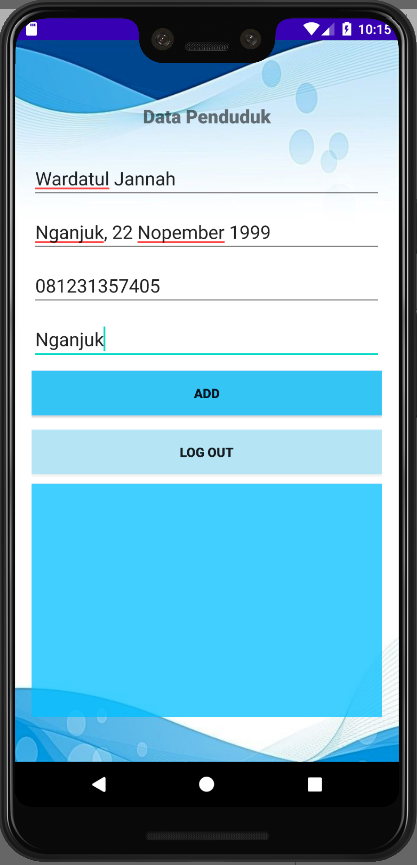 10:15
Data Penduduk
Wardatul Jannah
Nganjuk, 22 Nopember 1999
081231357405
Nganjuk
ADD
LOG OUT